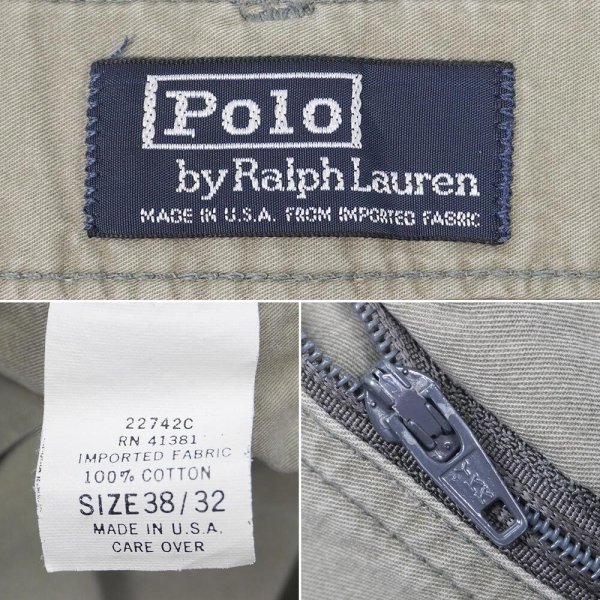 Polo
by Ralph Lauren
MADE IN U.S.A. FROM IMPORTED FABRIC
22742C
RN 41381
IMPORTED FABRIC
100% COTTON
SIZE 38/32
MADE IN U.S.A.
CARE OVER
YKK